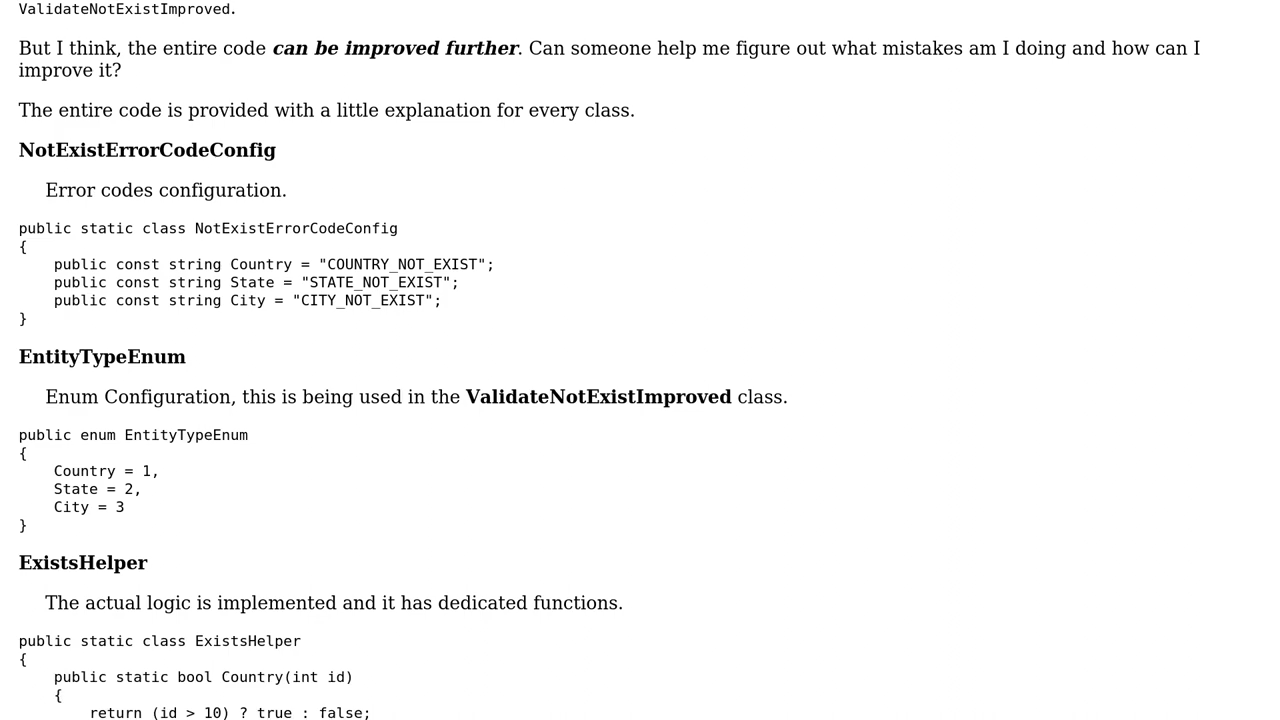 ValidateNotExistImproved.
But I think, the entire code can be improved further. Can someone help me figure out what mistakes am I doing and how can I
improve it?
The entire code is provided with a little explanation for every class.
NotExistErrorCodeConfig
Error codes configuration.
public static class NotExistErrorCodeConfig
{
    public const string Country = "COUNTRY_NOT_EXIST";
    public const string State = "STATE_NOT_EXIST";
    public const string City = "CITY_NOT_EXIST";
}
EntityTypeEnum
Enum Configuration, this is being used in the ValidateNotExistImproved class.
public enum EntityTypeEnum
{
    Country = 1,
    State = 2,
    City = 3
}
ExistsHelper
The actual logic is implemented and it has dedicated functions.
public static class ExistsHelper
{
    public static bool Country(int id)
    {
        return (id > 10) ? true : false;